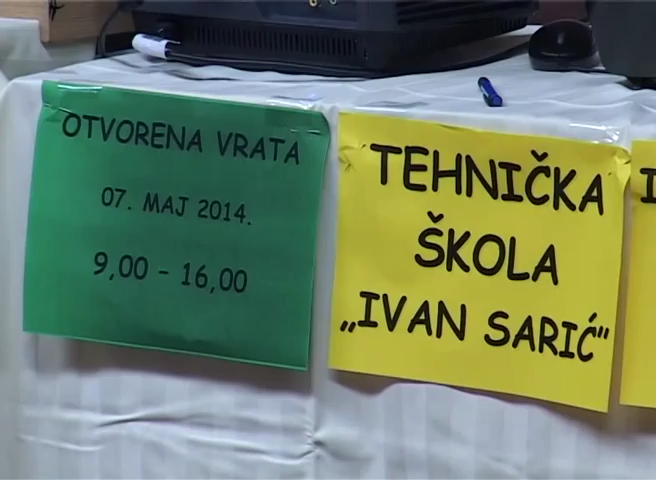 OTVORENA VRATA
07. MAJ 2014.
9,00 - 16,00
TEHNIČKA
ŠKOLA
„IVAN SARIĆ"